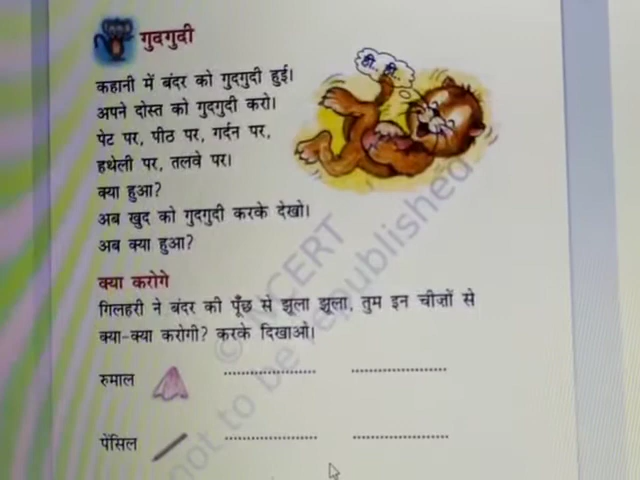 गुदगुदी
ही.. ही..
कहानी में बंदर को गुदगुदी हुई।
अपने दोस्त को गुदगुदी करो।
पेट पर, पीठ पर, गर्दन पर,
हथेली पर, तलवे पर।
क्या हुआ?
अब खुद को गुदगुदी करके देखो।
अब क्या हुआ?
क्या करोगे
गिलहरी ने बंदर की पूँछ से झूला झूला, तुम इन चीज़ों से
क्या-क्या करोगी? करके दिखाओ।
रुमाल
पेंसिल
© NCERT
not to be republished